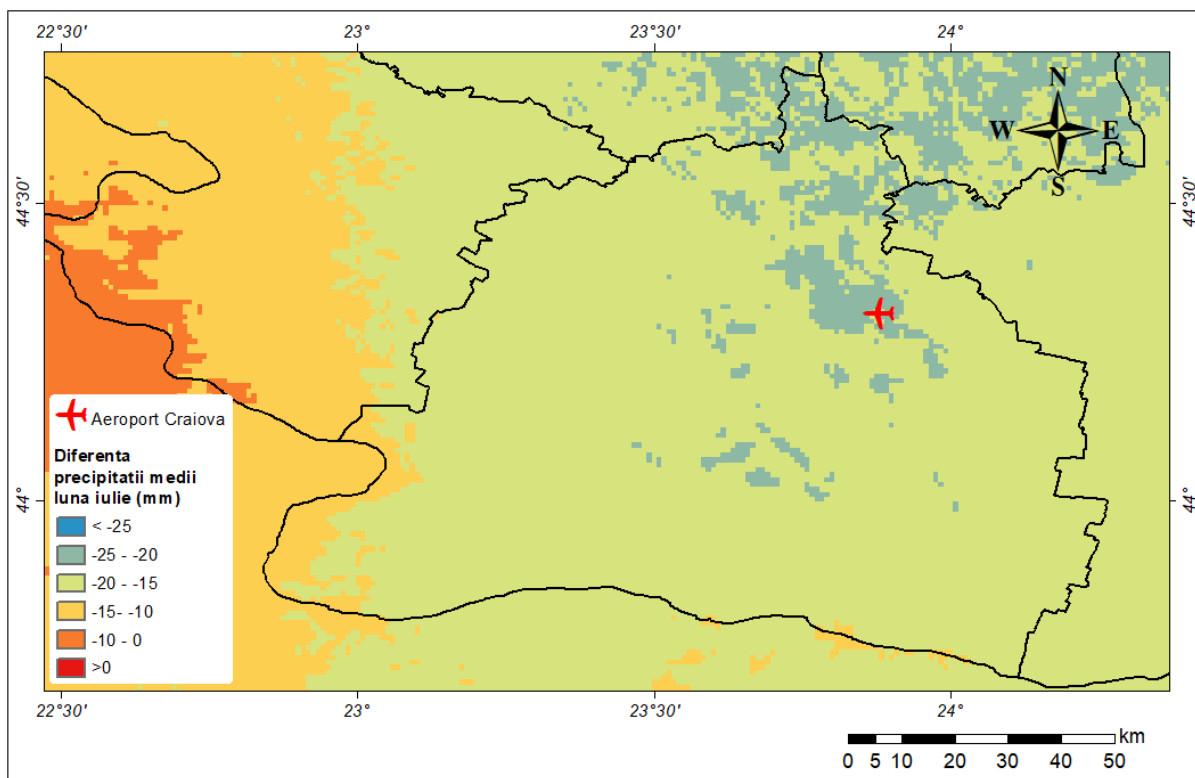 22°30'
23°
23°30'
24°
N
W
E
S
44°30'
44°30'
44°
44°
Aeroport Craiova
Diferenta
precipitatii medii
luna iulie (mm)
< -25
-25 - -20
-20 - -15
-15- -10
-10 - 0
>0
22°30'
23°
23°30'
24°
km
0 5 10 20 30 40 50